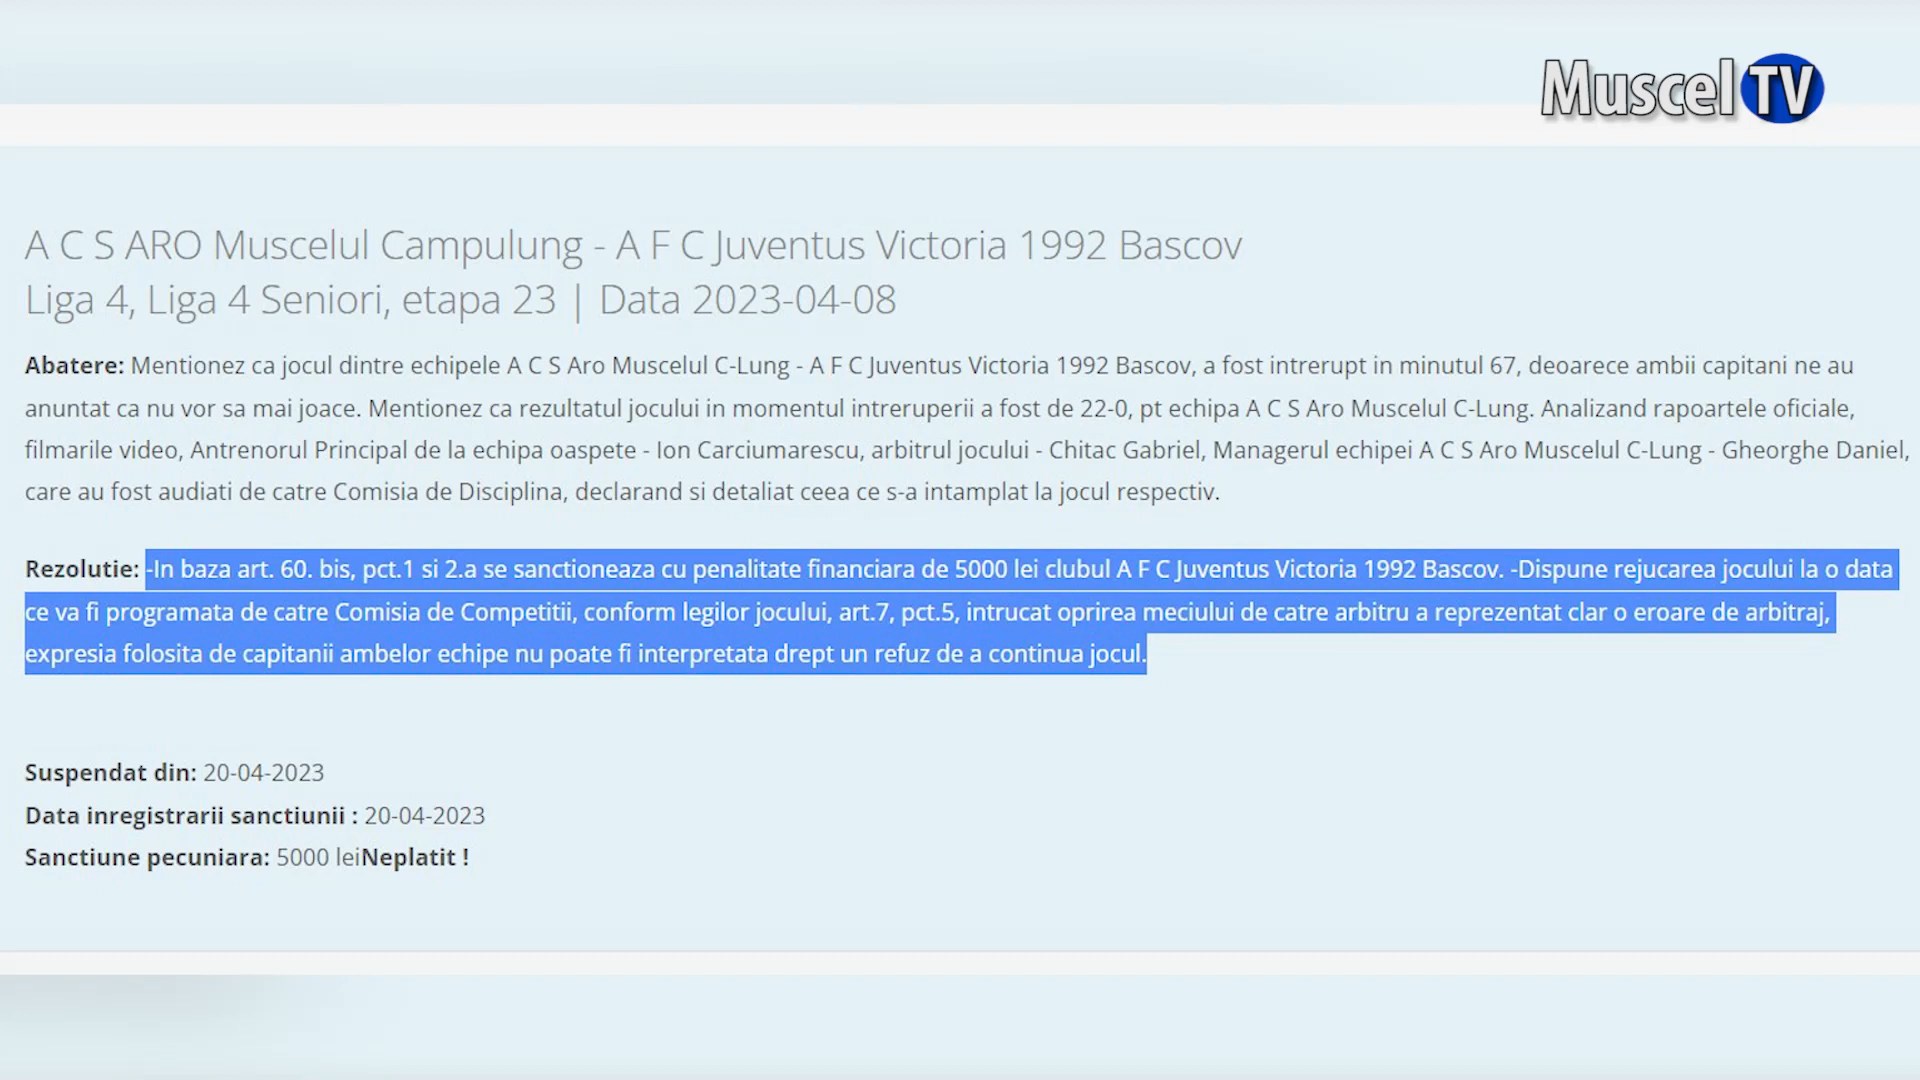 Muscel TV
A C S ARO Muscelul Campulung - A F C Juventus Victoria 1992 Bascov
Liga 4, Liga 4 Seniori, etapa 23 | Data 2023-04-08
Abatere: Mentionez ca jocul dintre echipele A C S Aro Muscelul C-Lung - A F C Juventus Victoria 1992 Bascov, a fost intrerupt in minutul 67, deoarece ambii capitani ne au
anuntat ca nu vor sa mai joace. Mentionez ca rezultatul jocului in momentul intreruperii a fost de 22-0, pt echipa A C S Aro Muscelul C-Lung. Analizand rapoartele oficiale,
filmarile video, Antrenorul Principal de la echipa oaspete - Ion Carciumarescu, arbitrul jocului - Chitac Gabriel, Managerul echipei A C S Aro Muscelul C-Lung - Gheorghe Daniel,
care au fost audiati de catre Comisia de Disciplina, declarand si detaliat ceea ce s-a intamplat la jocul respectiv.
Rezolutie: -In baza art. 60. bis, pct.1 si 2.a se sanctioneaza cu penalitate financiara de 5000 lei clubul A F C Juventus Victoria 1992 Bascov. -Dispune rejucarea jocului la o data
ce va fi programata de catre Comisia de Competitii, conform legilor jocului, art.7, pct.5, intrucat oprirea meciului de catre arbitru a reprezentat clar o eroare de arbitraj,
expresia folosita de capitanii ambelor echipe nu poate fi interpretata drept un refuz de a continua jocul.
Suspendat din: 20-04-2023
Data inregistrarii sanctiunii : 20-04-2023
Sanctiune pecuniara: 5000 leiNeplatit !